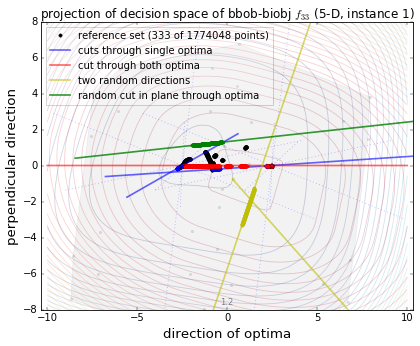 projection of decision space of bbob-biobj f33 (5-D, instance 1)
8
6
4
2
0
−2
−4
−6
−8
perpendicular direction
reference set (333 of 1774048 points)
cuts through single optima
cut through both optima
two random directions
random cut in plane through optima
1.2
−10
−5
0
5
10
direction of optima